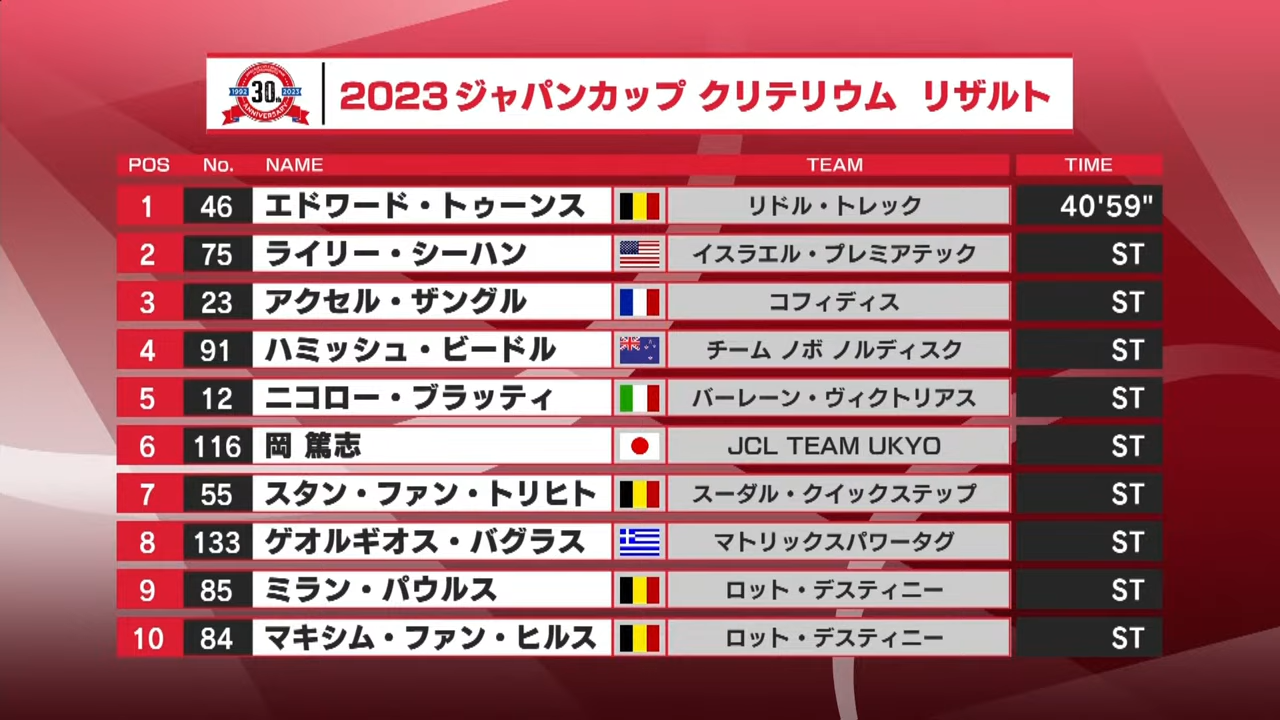 1992 30th 2023
ANNIVERSARY
2023ジャパンカップ クリテリウム リザルト
POS No. NAME TEAM TIME
1 46 エドワード・トゥーンス リドル・トレック 40'59"
2 75 ライリー・シーハン イスラエル・プレミアテック ST
3 23 アクセル・ザングル コフィディス ST
4 91 ハミッシュ・ビードル チーム ノボ ノルディスク ST
5 12 ニコロー・ブラッティ バーレーン・ヴィクトリアス ST
6 116 岡 篤志 JCL TEAM UKYO ST
7 55 スタン・ファン・トリヒト スーダル・クイックステップ ST
8 133 ゲオルギオス・バグラス マトリックスパワータグ ST
9 85 ミラン・パウルス ロット・デスティニー ST
10 84 マキシム・ファン・ヒルス ロット・デスティニー ST